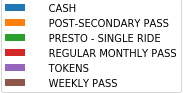 CASH
POST-SECONDARY PASS
PRESTO - SINGLE RIDE
REGULAR MONTHLY PASS
TOKENS
WEEKLY PASS